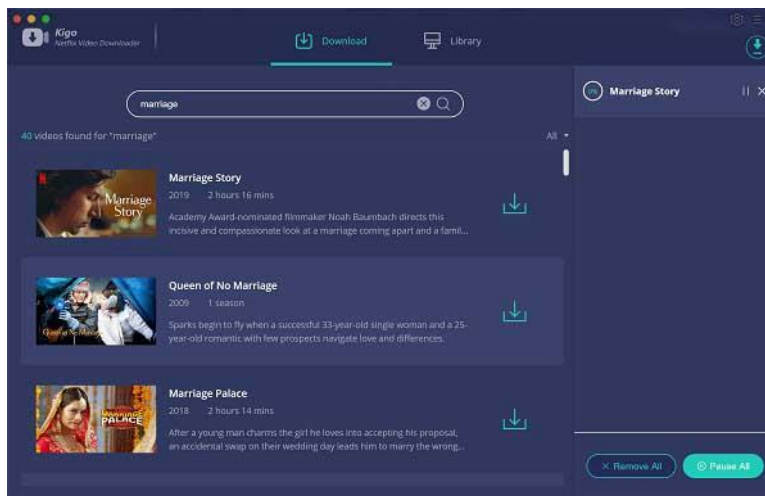 Kigo
Netflix Video Downloader
Download
Library
marriage
40 videos found for "marriage"
All
Marriage Story
2019 2 hours 16 mins
Academy Award-nominated filmmaker Noah Baumbach directs this
incisive and compassionate look at a marriage coming apart and a famil...
N
Marriage
Story
Queen of No Marriage
2009 1 season
Sparks begin to fly when a successful 33-year-old single woman and a 25-
year-old romantic with few prospects navigate love and differences.
Queen of No Marriage
Marriage Palace
2018 2 hours 14 mins
After a young man charms the girl he loves into accepting his proposal,
an accidental swap on their wedding day leads him to marry the wrong...
MARRIAGE
PALACE
0%
Marriage Story
Remove All
Pause All